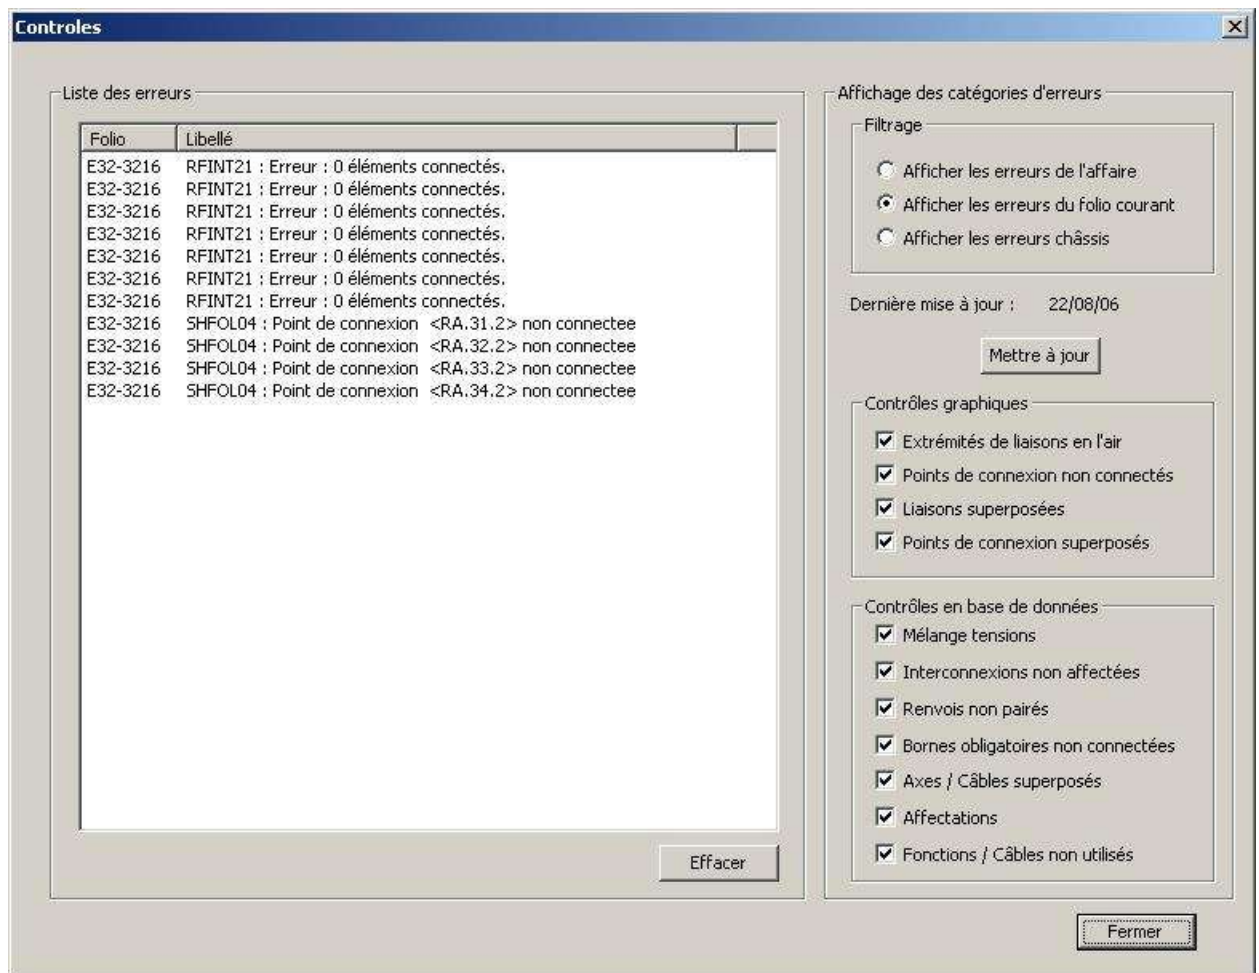 Controles
Liste des erreurs
Folio Libellé
E32-3216 RFINT21 : Erreur : 0 éléments connectés.
E32-3216 RFINT21 : Erreur : 0 éléments connectés.
E32-3216 RFINT21 : Erreur : 0 éléments connectés.
E32-3216 RFINT21 : Erreur : 0 éléments connectés.
E32-3216 RFINT21 : Erreur : 0 éléments connectés.
E32-3216 RFINT21 : Erreur : 0 éléments connectés.
E32-3216 RFINT21 : Erreur : 0 éléments connectés.
E32-3216 SHFOL04 : Point de connexion <RA.31.2> non connectee
E32-3216 SHFOL04 : Point de connexion <RA.32.2> non connectee
E32-3216 SHFOL04 : Point de connexion <RA.33.2> non connectee
E32-3216 SHFOL04 : Point de connexion <RA.34.2> non connectee
Effacer
Affichage des catégories d'erreurs
Filtrage
Afficher les erreurs de l'affaire
Afficher les erreurs du folio courant
Afficher les erreurs châssis
Dernière mise à jour : 22/08/06
Mettre à jour
Contrôles graphiques
Extrémités de liaisons en l'air
Points de connexion non connectés
Liaisons superposées
Points de connexion superposés
Contrôles en base de données
Mélange tensions
Interconnexions non affectées
Renvois non pairés
Bornes obligatoires non connectées
Axes / Câbles superposés
Affectations
Fonctions / Câbles non utilisés
Fermer